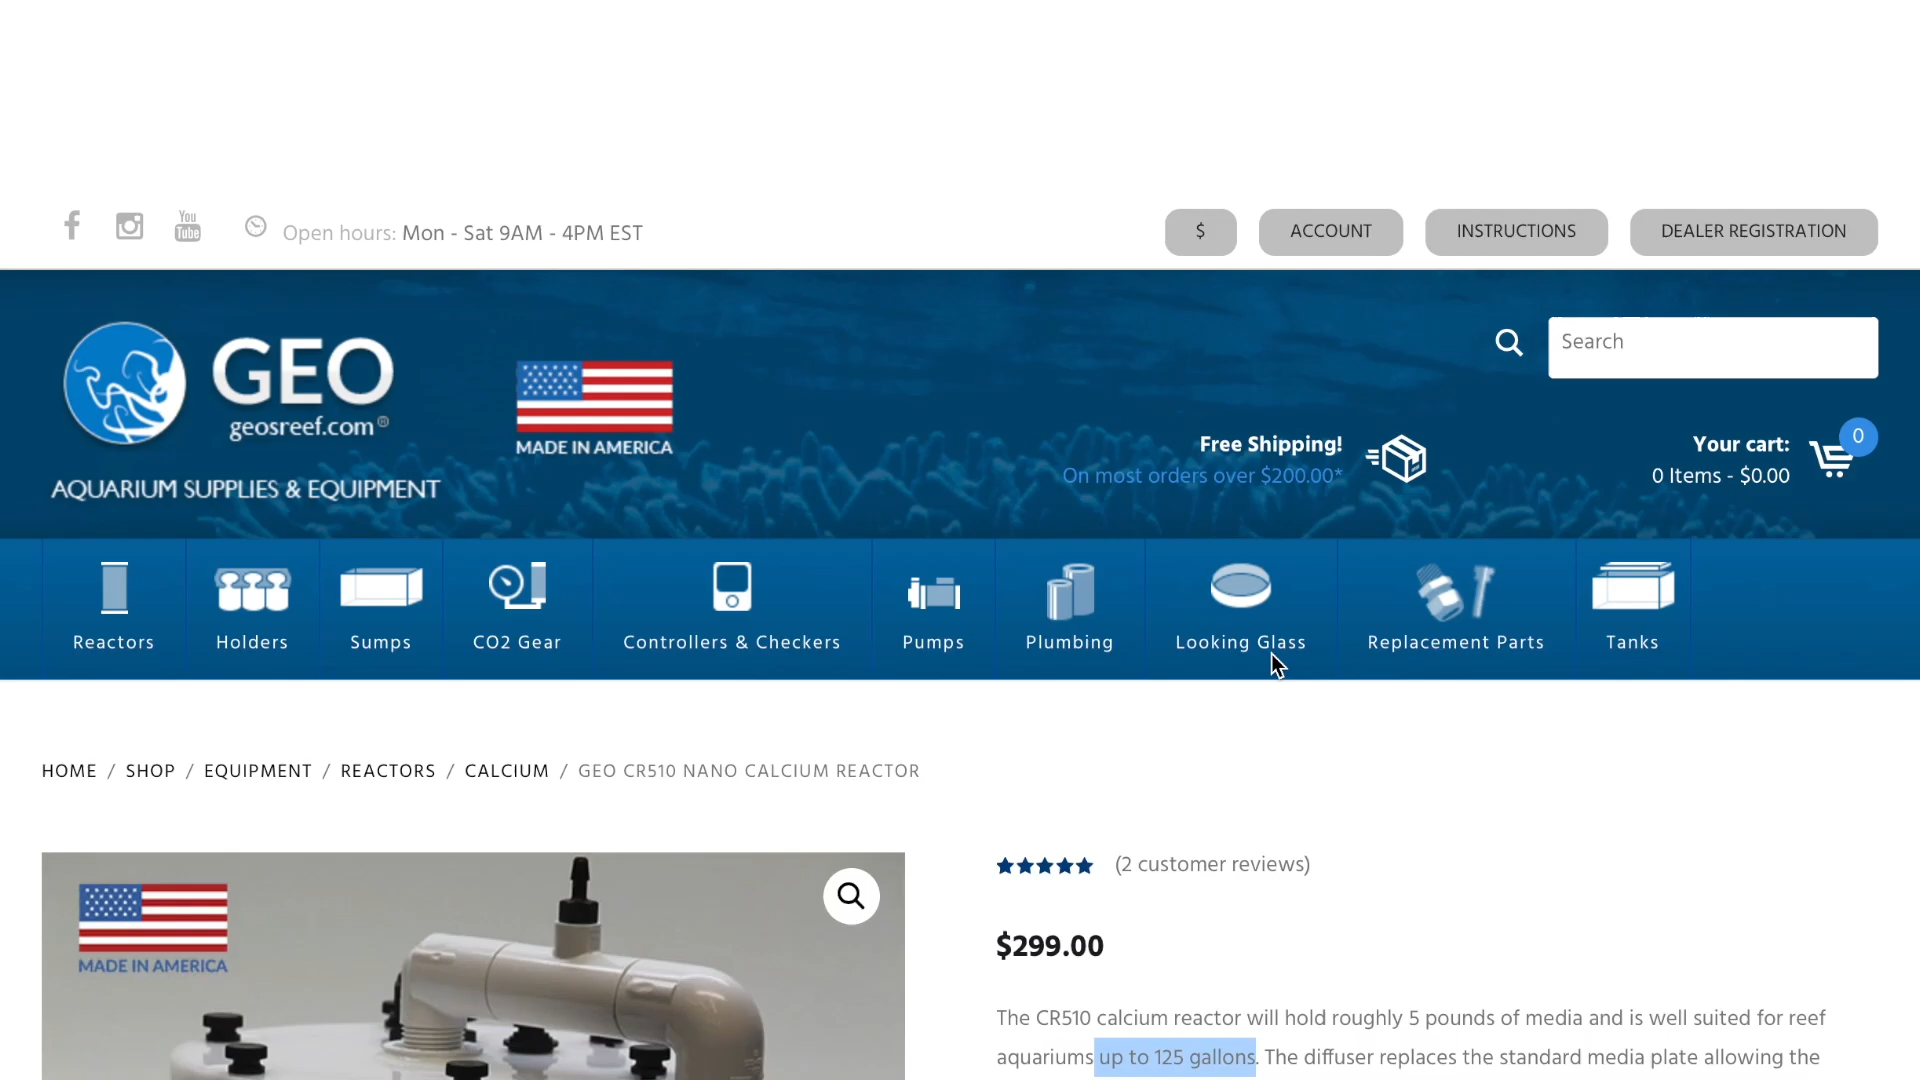 You
Tube
Open hours: Mon - Sat 9AM - 4PM EST
$
ACCOUNT
INSTRUCTIONS
DEALER REGISTRATION
GEO
geosreef.com®
AQUARIUM SUPPLIES & EQUIPMENT
MADE IN AMERICA
Search
Free Shipping!
On most orders over $200.00*
Your cart:
0 Items - $0.00
0
Reactors
Holders
Sumps
CO2 Gear
Controllers & Checkers
Pumps
Plumbing
Looking Glass
Replacement Parts
Tanks
HOME / SHOP / EQUIPMENT / REACTORS / CALCIUM / GEO CR510 NANO CALCIUM REACTOR
MADE IN AMERICA
(2 customer reviews)
$299.00
The CR510 calcium reactor will hold roughly 5 pounds of media and is well suited for reef
aquariums up to 125 gallons. The diffuser replaces the standard media plate allowing the